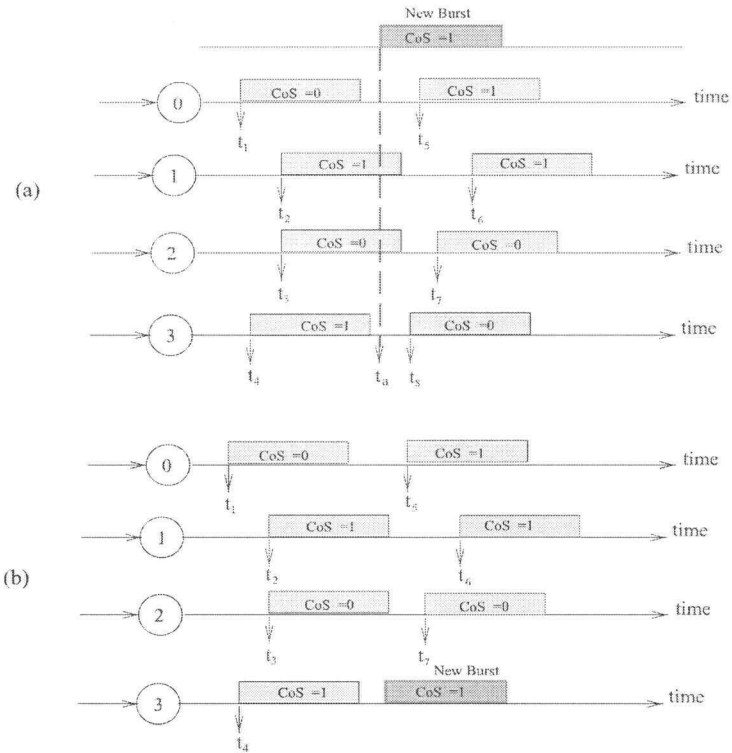 New Burst
CoS =1
0 CoS =0 CoS =1 time
t1 t5
(a)
1 CoS =1 CoS =1 time
t2 t6
2 CoS =0 CoS =0 time
t3 t7
3 CoS =1 CoS =0 time
t4 ta t8
0 CoS =0 CoS =1 time
t1 t5
1 CoS =1 CoS =1 time
t2 t6
(b)
2 CoS =0 CoS =0 time
t3 t7
New Burst
3 CoS =1 CoS =1 time
t4